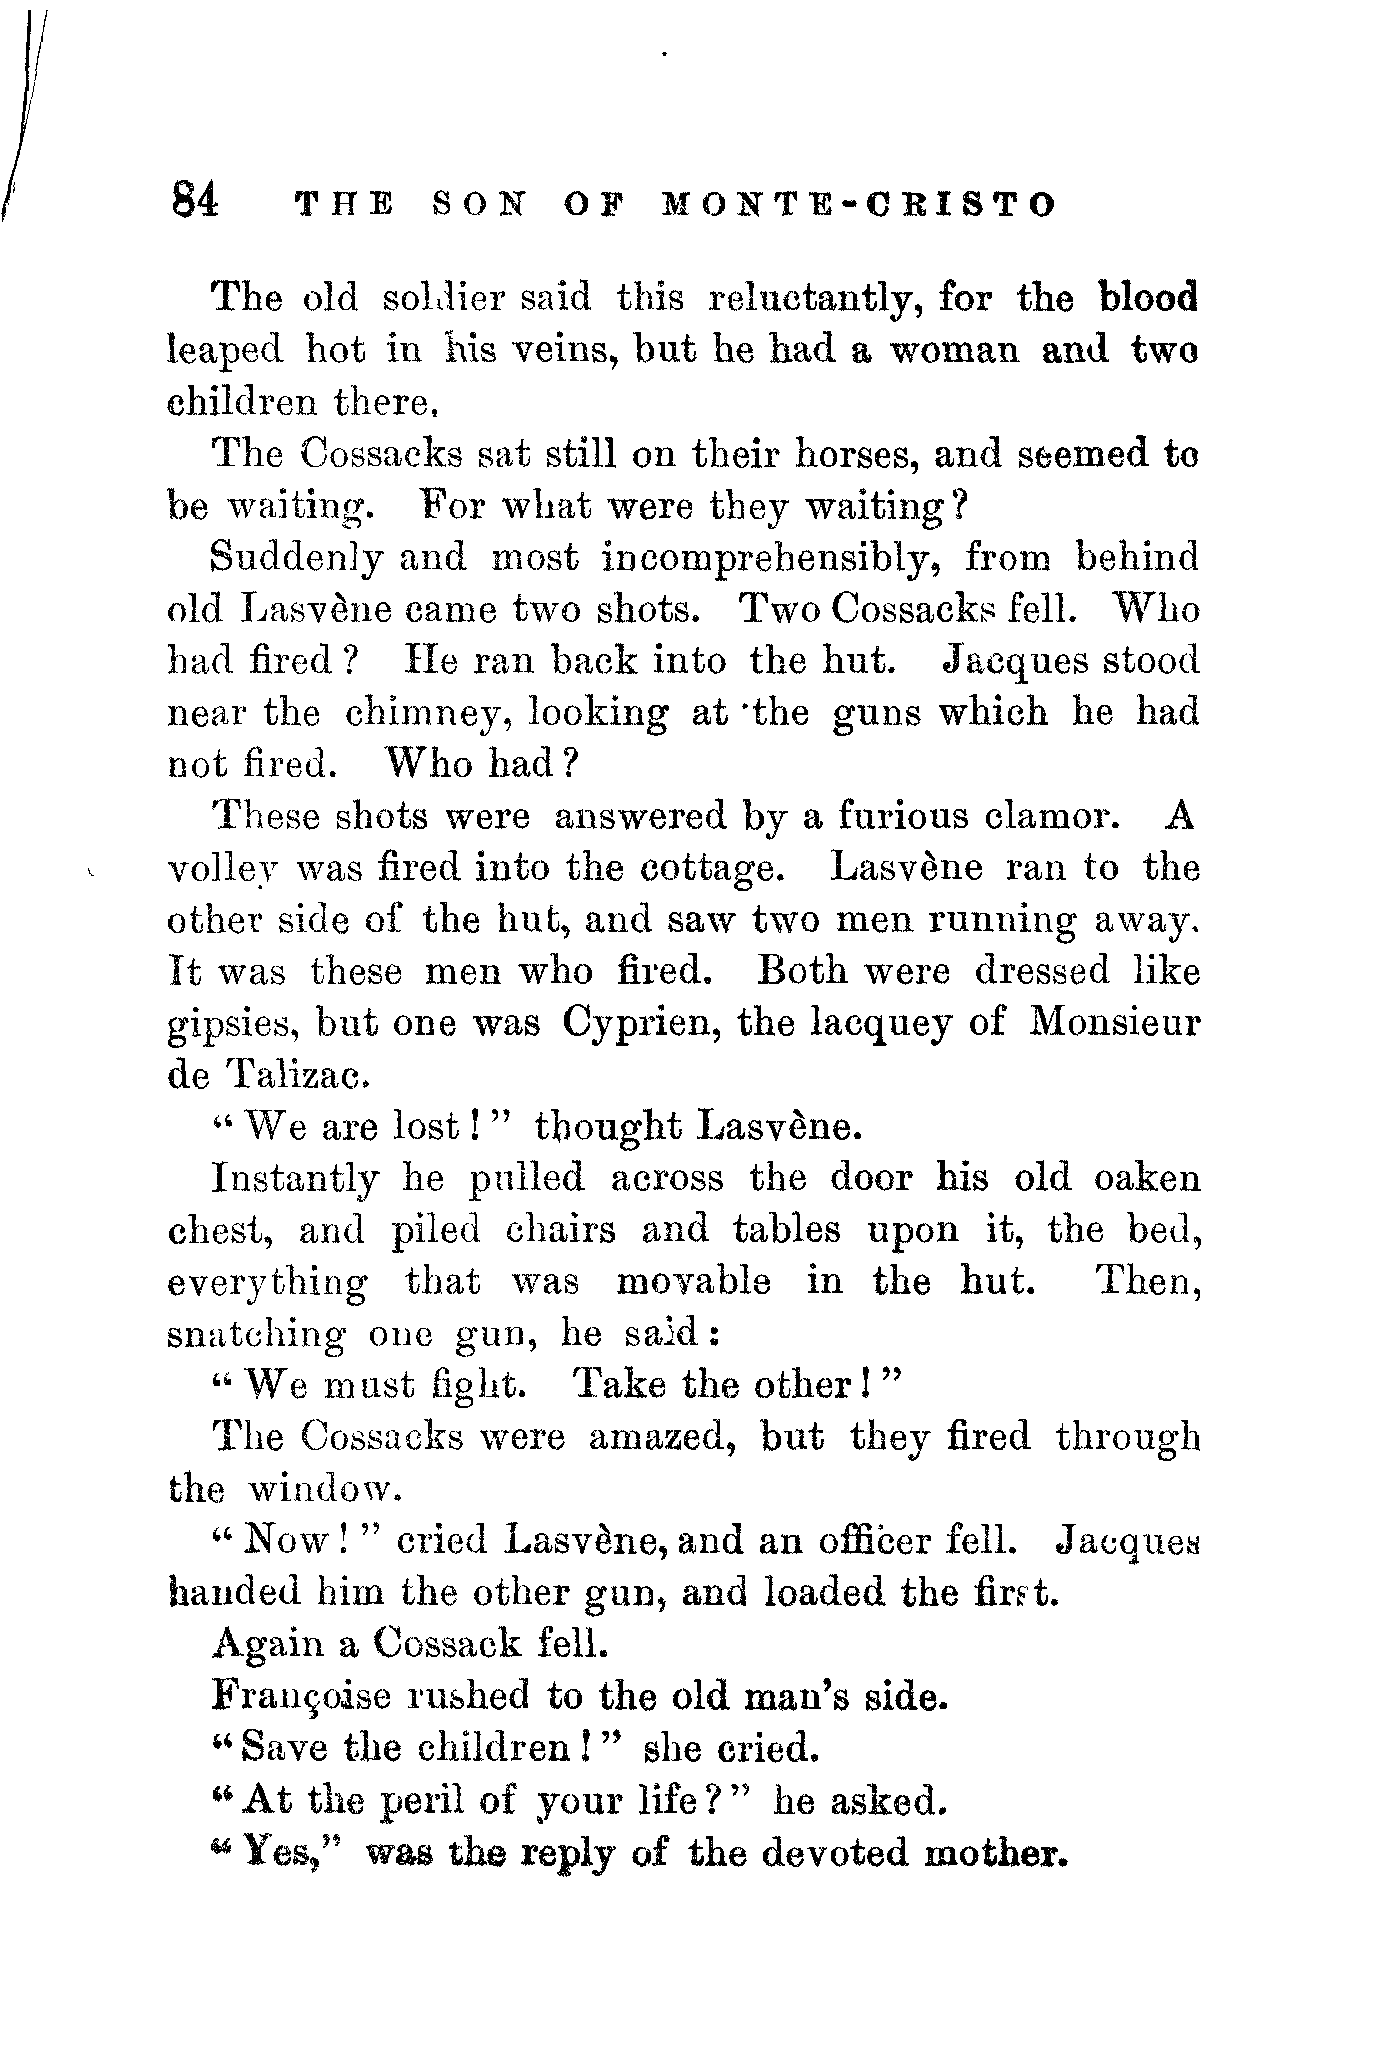 84 THE SON OF MONTE-CRISTO
The old soldier said this reluctantly, for the blood
leaped hot in his veins, but he had a woman and two
children there.
The Cossacks sat still on their horses, and seemed to
be waiting. For what were they waiting?
Suddenly and most incomprehensibly, from behind
old Lasvène came two shots. Two Cossacks fell. Who
had fired? He ran back into the hut. Jacques stood
near the chimney, looking at the guns which he had
not fired. Who had?
These shots were answered by a furious clamor. A
volley was fired into the cottage. Lasvène ran to the
other side of the hut, and saw two men running away.
It was these men who fired. Both were dressed like
gipsies, but one was Cyprien, the lacquey of Monsieur
de Talizac.
"We are lost!" thought Lasvène.
Instantly he pulled across the door his old oaken
chest, and piled chairs and tables upon it, the bed,
everything that was movable in the hut. Then,
snatching one gun, he said:
"We must fight. Take the other!"
The Cossacks were amazed, but they fired through
the window.
"Now!" cried Lasvène, and an officer fell. Jacques
handed him the other gun, and loaded the first.
Again a Cossack fell.
Françoise rushed to the old man's side.
"Save the children!" she cried.
"At the peril of your life?" he asked.
"Yes," was the reply of the devoted mother.